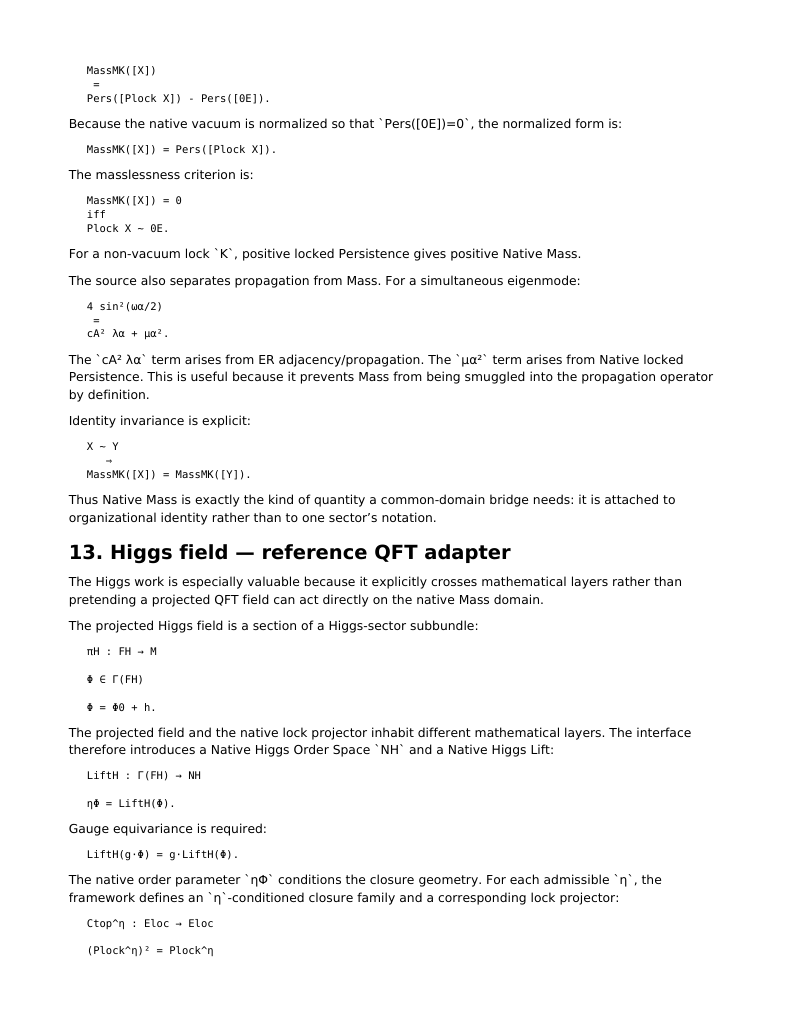 MassMK([X])
=
Pers([Plock X]) - Pers([0E]).
Because the native vacuum is normalized so that `Pers([0E])=0`, the normalized form is:
MassMK([X]) = Pers([Plock X]).
The masslessness criterion is:
MassMK([X]) = 0
iff
Plock X ~ 0E.
For a non-vacuum lock `K`, positive locked Persistence gives positive Native Mass.
The source also separates propagation from Mass. For a simultaneous eigenmode:
4 sin²(ωα/2)
=
cA² λα + μα².
The `cA² λα` term arises from ER adjacency/propagation. The `μα²` term arises from Native locked
Persistence. This is useful because it prevents Mass from being smuggled into the propagation operator
by definition.
Identity invariance is explicit:
X ~ Y
⇒
MassMK([X]) = MassMK([Y]).
Thus Native Mass is exactly the kind of quantity a common-domain bridge needs: it is attached to
organizational identity rather than to one sector’s notation.
13. Higgs field — reference QFT adapter
The Higgs work is especially valuable because it explicitly crosses mathematical layers rather than
pretending a projected QFT field can act directly on the native Mass domain.
The projected Higgs field is a section of a Higgs-sector subbundle:
πH : FH → M
Φ ∈ Γ(FH)
Φ = Φ0 + h.
The projected field and the native lock projector inhabit different mathematical layers. The interface
therefore introduces a Native Higgs Order Space `NH` and a Native Higgs Lift:
LiftH : Γ(FH) → NH
ηΦ = LiftH(Φ).
Gauge equivariance is required:
LiftH(g·Φ) = g·LiftH(Φ).
The native order parameter `ηΦ` conditions the closure geometry. For each admissible `η`, the
framework defines an `η`-conditioned closure family and a corresponding lock projector:
Ctop^η : Eloc → Eloc
(Plock^η)² = Plock^η